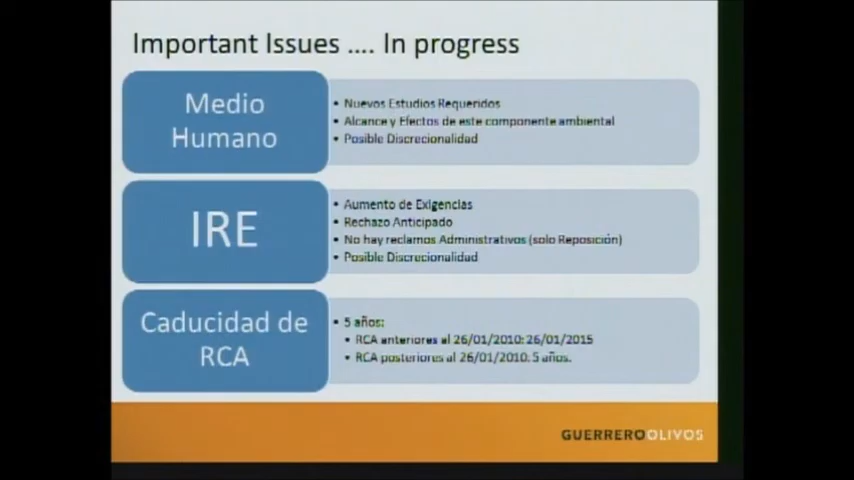 Important Issues .... In progress
Medio
Humano
• Nuevos Estudios Requeridos
• Alcance y Efectos de este componente ambiental
• Posible Discrecionalidad
IRE
• Aumento de Exigencias
• Rechazo Anticipado
• No hay reclamos Administrativos (solo Reposición)
• Posible Discrecionalidad
Caducidad de
RCA
• 5 años:
• RCA anteriores al 26/01/2010: 26/01/2015
• RCA posteriores al 26/01/2010: 5 años.
GUERREROOLIVOS